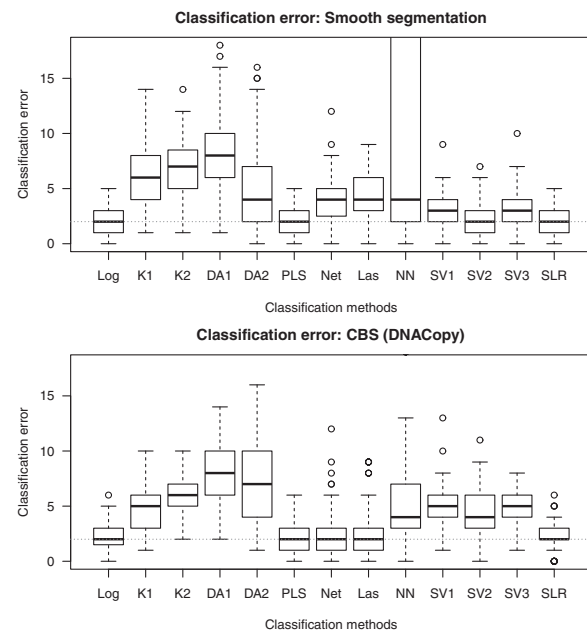 Classification error: Smooth segmentation
15
10
5
0
Classification error
Log K1 K2 DA1 DA2 PLS Net Las NN SV1 SV2 SV3 SLR
Classification methods
Classification error: CBS (DNACopy)
15
10
5
0
Classification error
Log K1 K2 DA1 DA2 PLS Net Las NN SV1 SV2 SV3 SLR
Classification methods